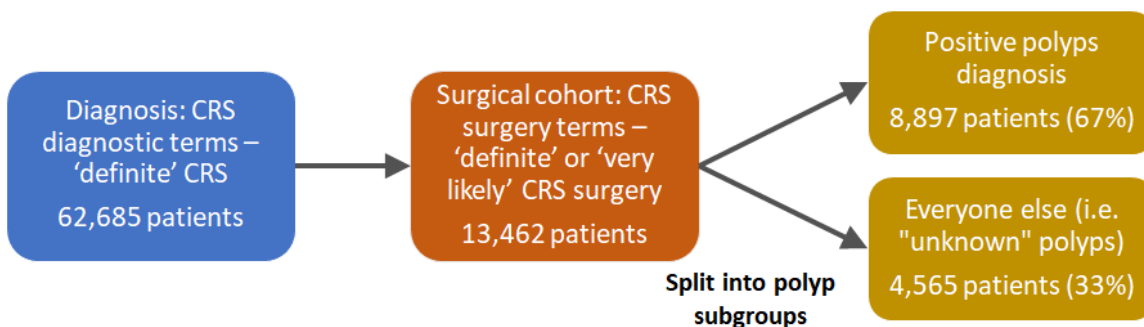 Diagnosis: CRS
diagnostic terms –
‘definite’ CRS
62,685 patients
Surgical cohort: CRS
surgery terms –
‘definite’ or ‘very
likely’ CRS surgery
13,462 patients
Split into polyp
subgroups
Positive polyps
diagnosis
8,897 patients (67%)
Everyone else (i.e.
"unknown" polyps)
4,565 patients (33%)